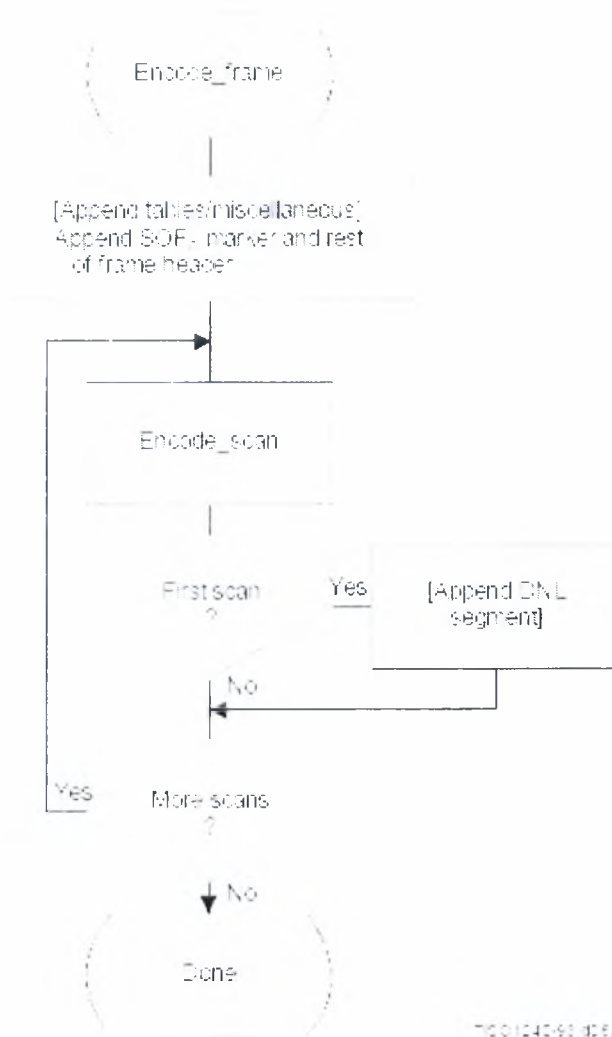 Encode_frame
[Append tables/miscellaneous]
Append SOFn marker and rest
of frame header
Encode_scan
First scan
?
Yes
[Append DNL
segment]
No
More scans
?
Yes
No
Done